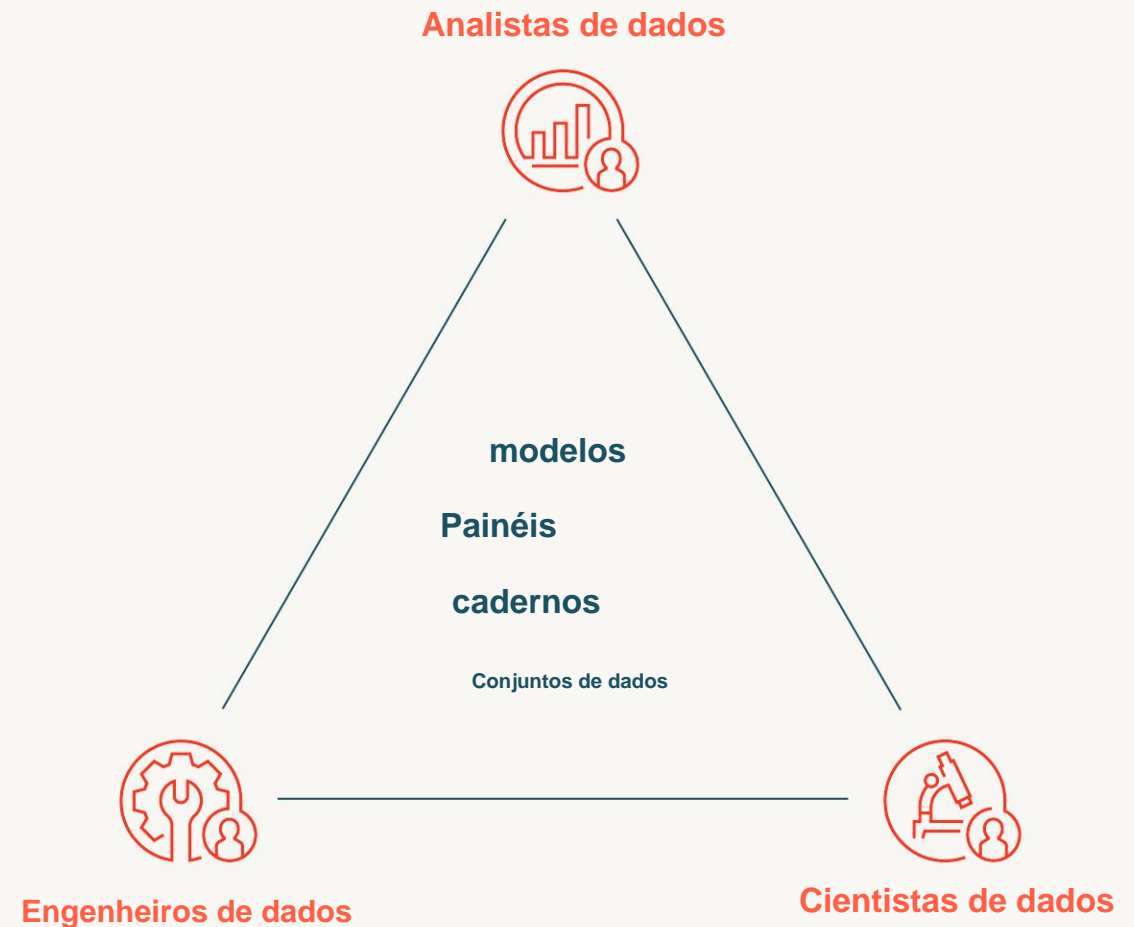 Analistas de dados
modelos
Painéis
cadernos
Conjuntos de dados
Engenheiros de dados
Cientistas de dados